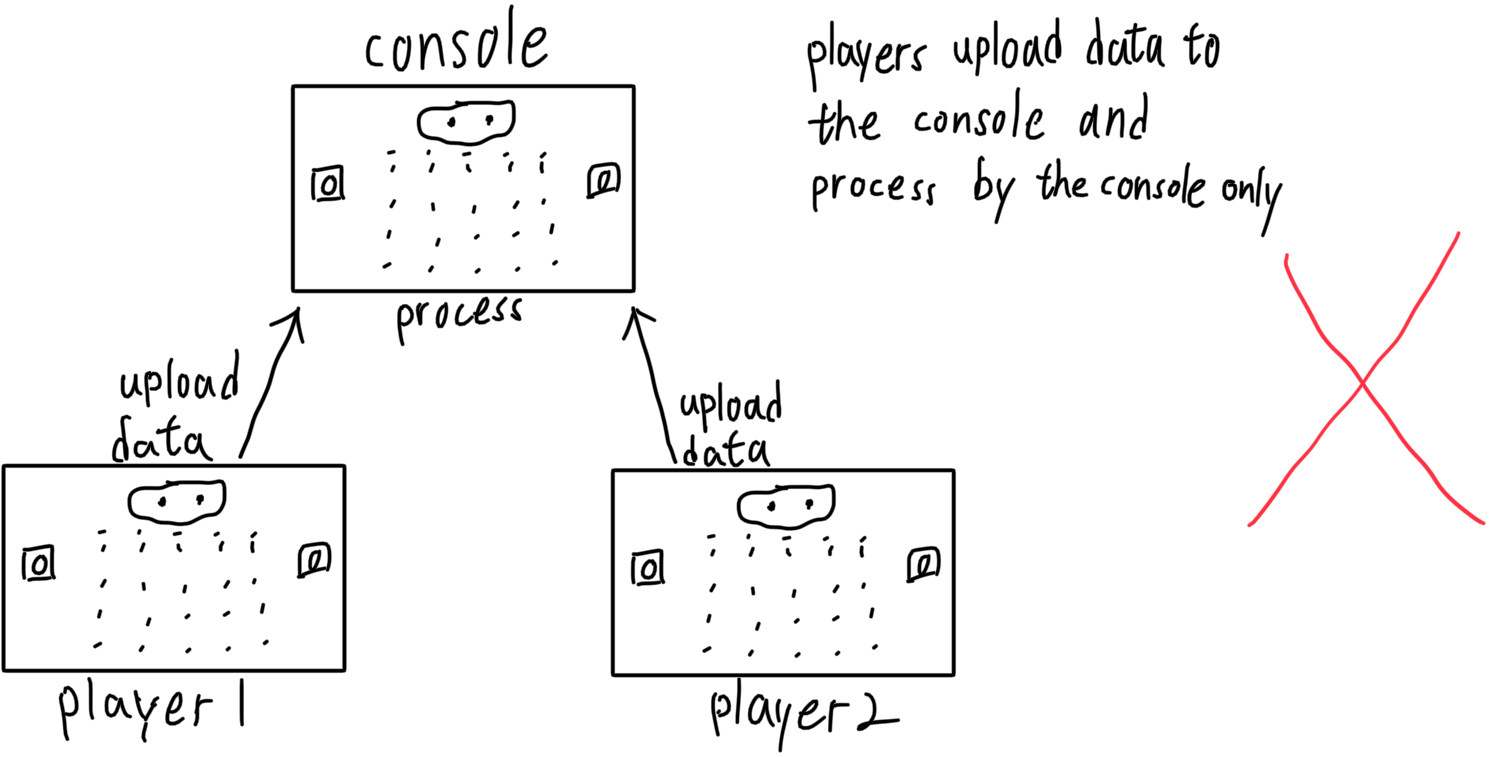 console
players upload data to
the console and
process by the console only
process
upload
data
upload
data
player 1
player 2